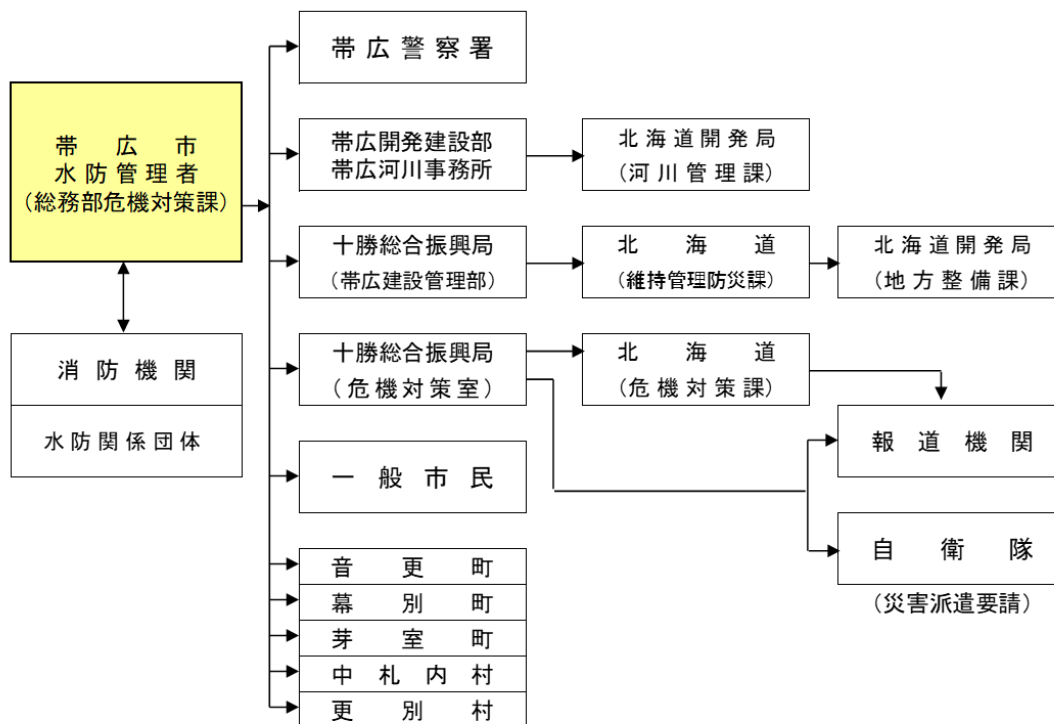 帯広市
水防管理者
(総務部危機対策課)
消防機関
水防関係団体
帯広警察署
帯広開発建設部
帯広河川事務所
北海道開発局
(河川管理課)
十勝総合振興局
(帯広建設管理部)
北海道
(維持管理防災課)
北海道開発局
(地方整備課)
十勝総合振興局
(危機対策室)
北海道
(危機対策課)
報道機関
一般市民
自衛隊
(災害派遣要請)
音更町
幕別町
芽室町
中札内村
更別村